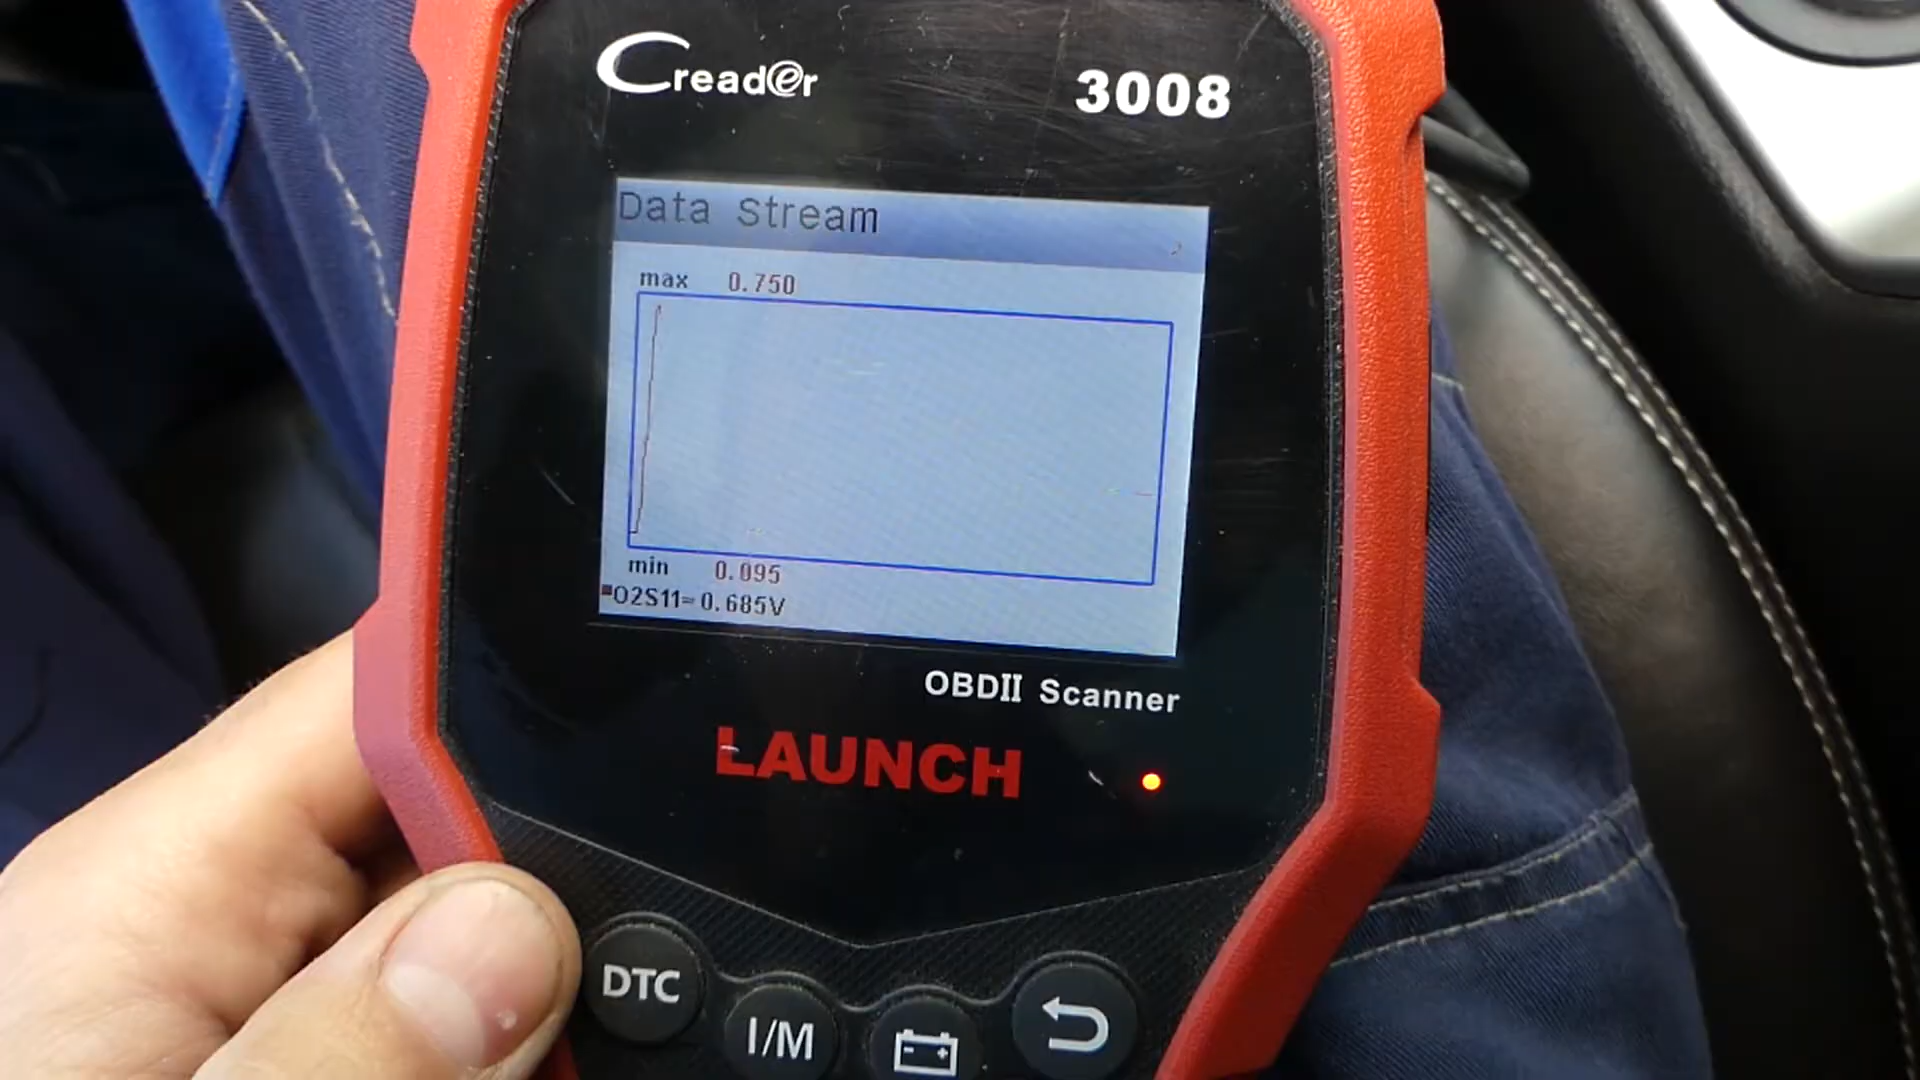 Creader 3008
Data Stream
max 0.750
min 0.095
O2S11=0.685V
OBDII Scanner
LAUNCH
DTC
I/M